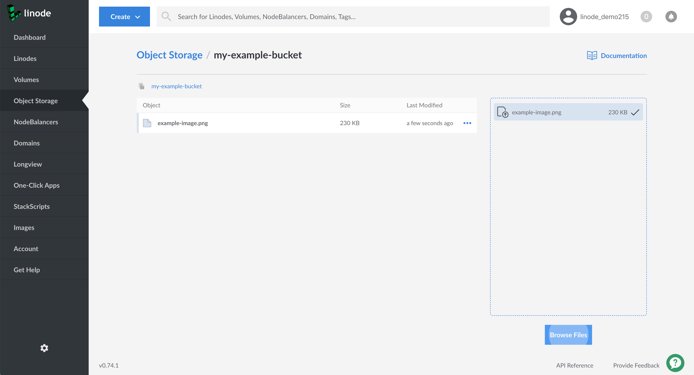 linode
Create
Search for Linodes, Volumes, NodeBalancers, Domains, Tags...
linode_demo215
0
Dashboard
Linodes
Volumes
Object Storage
NodeBalancers
Domains
Longview
One-Click Apps
StackScripts
Images
Account
Get Help
Object Storage / my-example-bucket
Documentation
my-example-bucket
Object Size Last Modified
example-image.png 230 KB a few seconds ago
example-image.png 230 KB
Browse Files
v0.74.1
API Reference
Provide Feedback
?